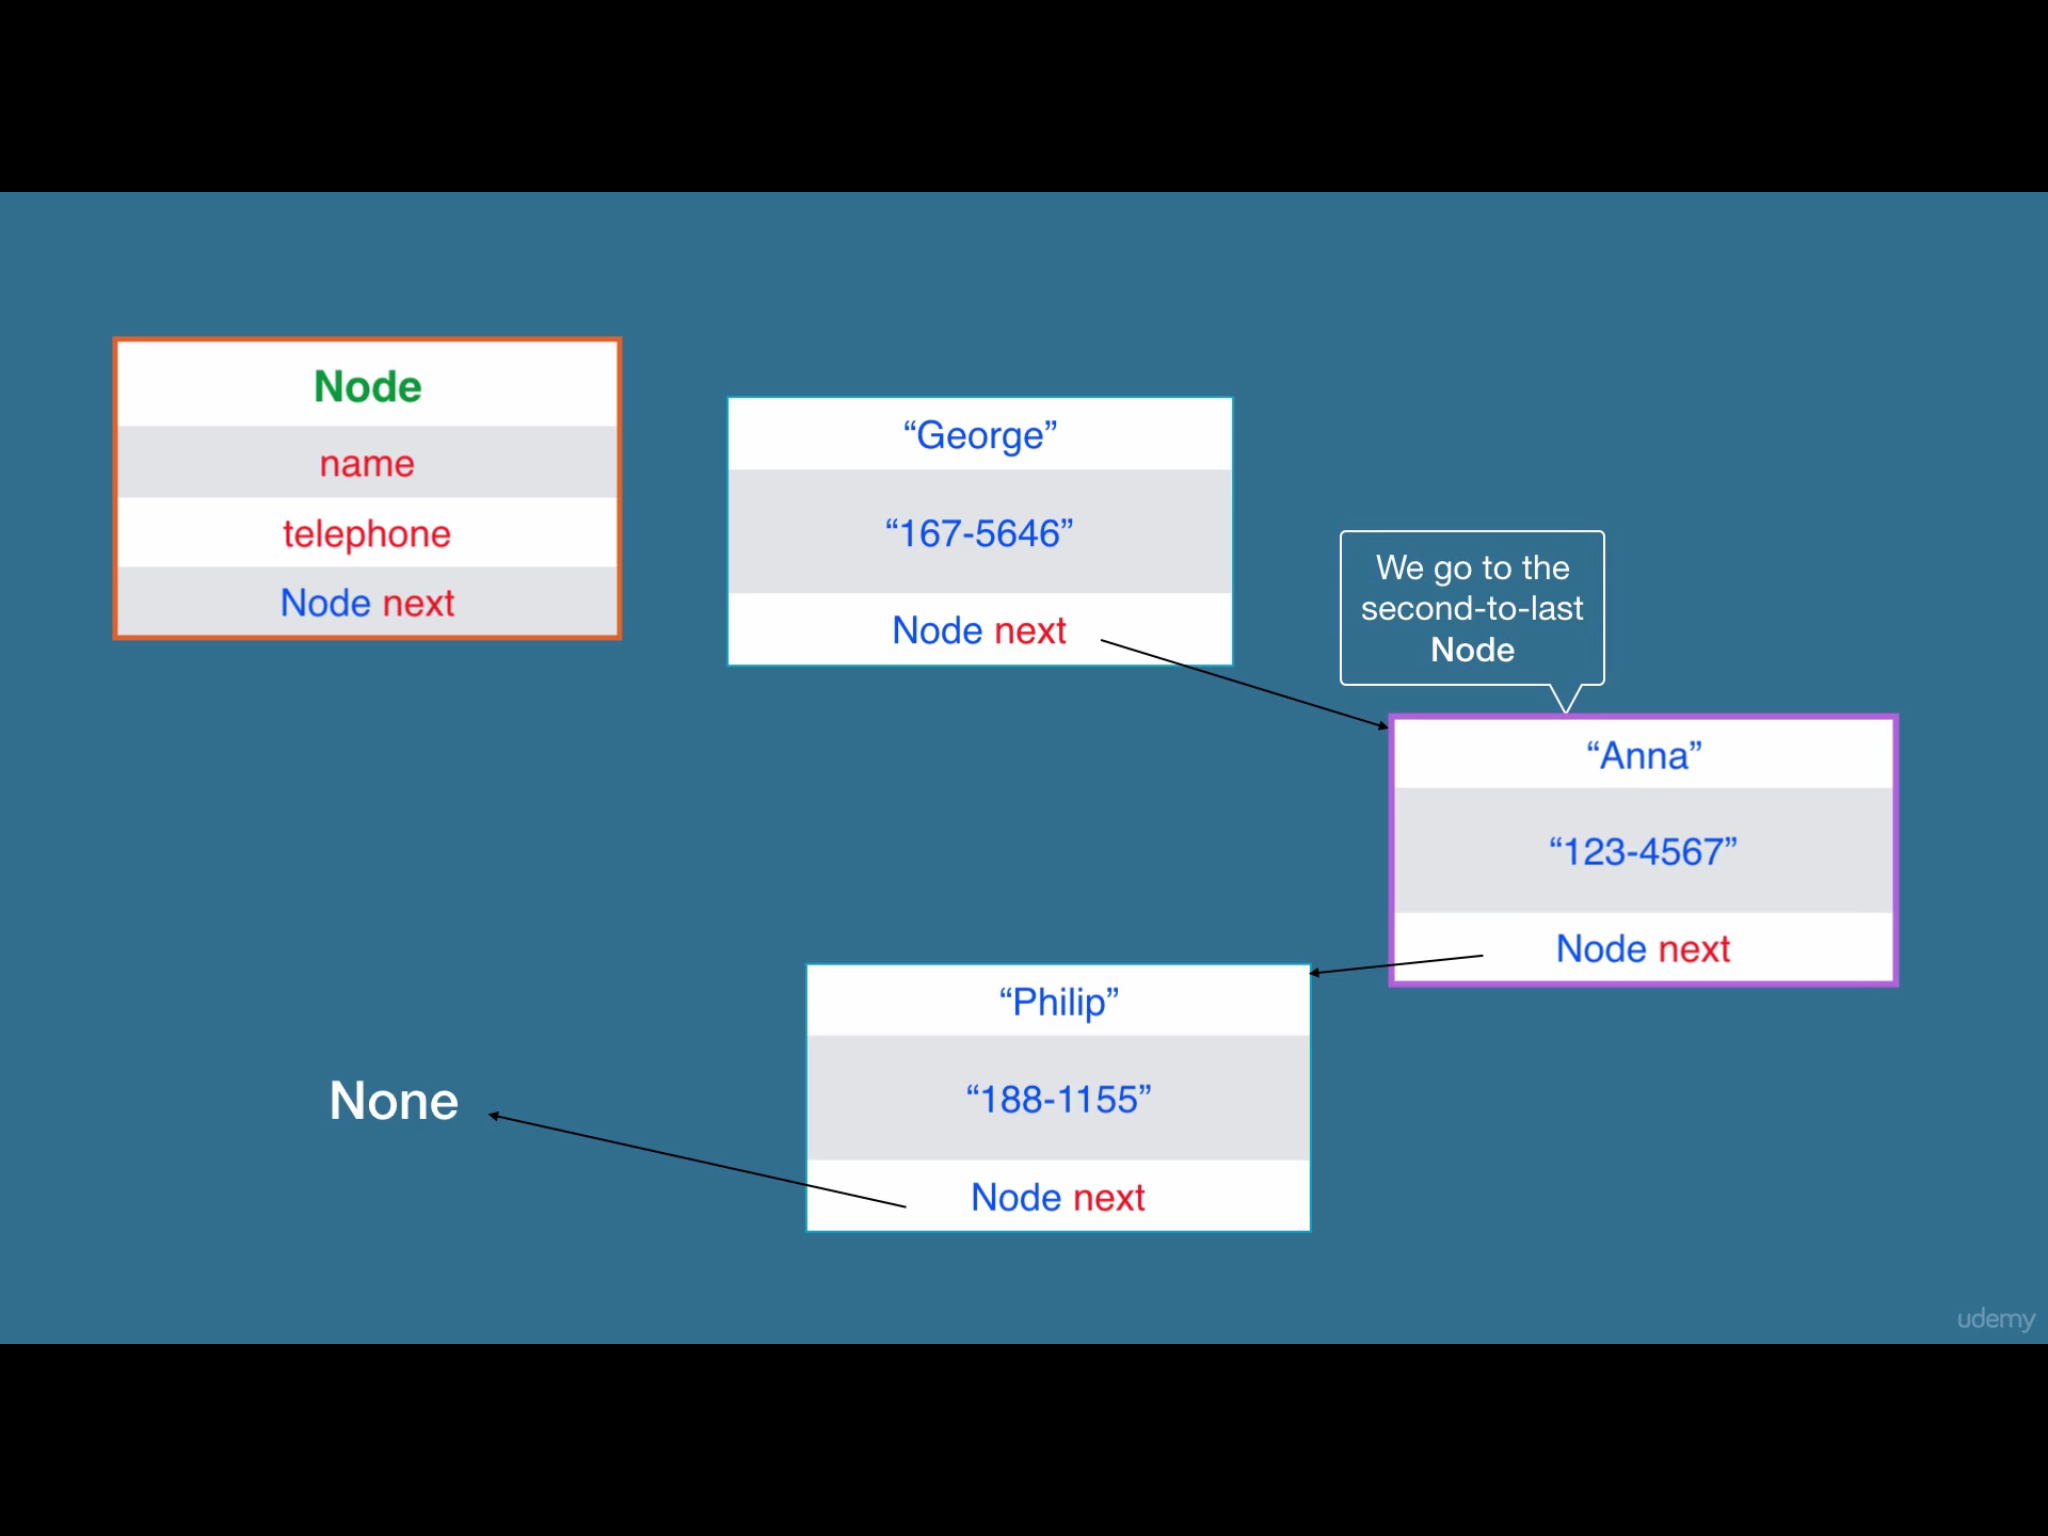 Node
name
telephone
Node next
“George”
“167-5646”
Node next
We go to the
second-to-last
Node
“Anna”
“123-4567”
Node next
“Philip”
“188-1155”
Node next
None
udemy